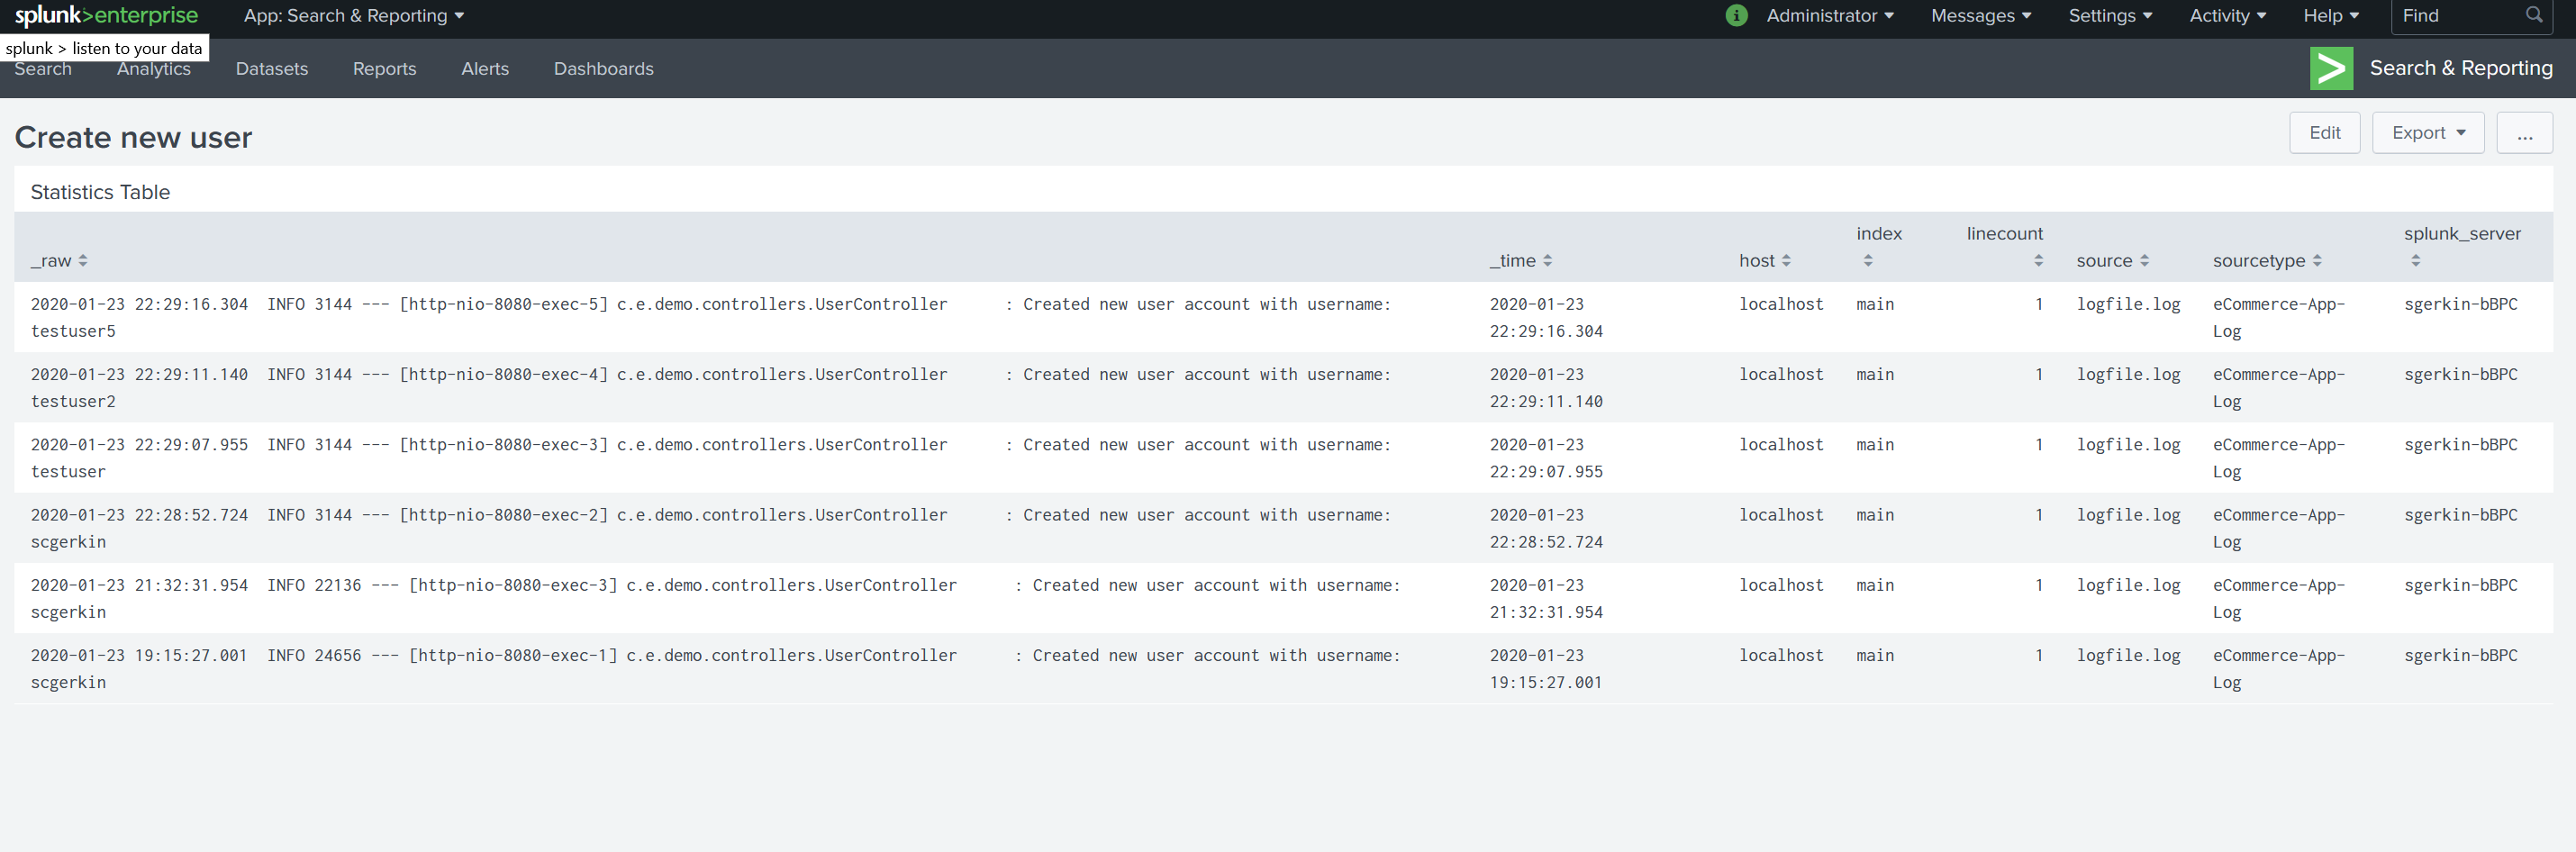 splunk>enterprise App: Search & Reporting Administrator Messages Settings Activity Help Find
splunk > listen to your data
Search Analytics Datasets Reports Alerts Dashboards Search & Reporting
Create new user Edit Export ...
Statistics Table
_raw _time host index linecount source sourcetype splunk_server
2020-01-23 22:29:16.304 INFO 3144 --- [http-nio-8080-exec-5] c.e.demo.controllers.UserController : Created new user account with username: 2020-01-23 localhost main 1 logfile.log eCommerce-App- sgerkin-bBPC
testuser5 22:29:16.304 Log
2020-01-23 22:29:11.140 INFO 3144 --- [http-nio-8080-exec-4] c.e.demo.controllers.UserController : Created new user account with username: 2020-01-23 localhost main 1 logfile.log eCommerce-App- sgerkin-bBPC
testuser2 22:29:11.140 Log
2020-01-23 22:29:07.955 INFO 3144 --- [http-nio-8080-exec-3] c.e.demo.controllers.UserController : Created new user account with username: 2020-01-23 localhost main 1 logfile.log eCommerce-App- sgerkin-bBPC
testuser 22:29:07.955 Log
2020-01-23 22:28:52.724 INFO 3144 --- [http-nio-8080-exec-2] c.e.demo.controllers.UserController : Created new user account with username: 2020-01-23 localhost main 1 logfile.log eCommerce-App- sgerkin-bBPC
scgerkin 22:28:52.724 Log
2020-01-23 21:32:31.954 INFO 22136 --- [http-nio-8080-exec-3] c.e.demo.controllers.UserController : Created new user account with username: 2020-01-23 localhost main 1 logfile.log eCommerce-App- sgerkin-bBPC
scgerkin 21:32:31.954 Log
2020-01-23 19:15:27.001 INFO 24656 --- [http-nio-8080-exec-1] c.e.demo.controllers.UserController : Created new user account with username: 2020-01-23 localhost main 1 logfile.log eCommerce-App- sgerkin-bBPC
scgerkin 19:15:27.001 Log